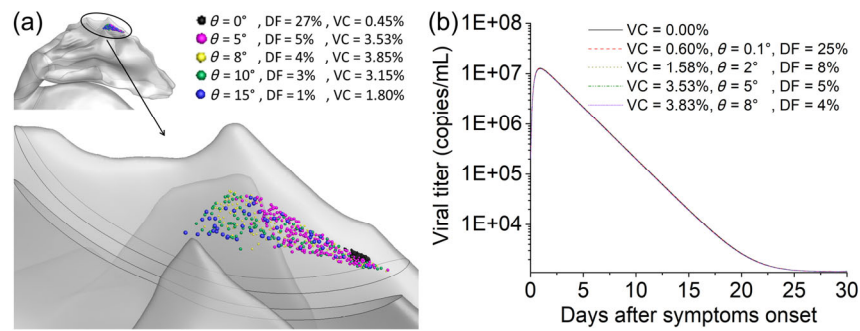 (a)
θ = 0° , DF = 27% , VC = 0.45%
θ = 5° , DF = 5% , VC = 3.53%
θ = 8° , DF = 4% , VC = 3.85%
θ = 10° , DF = 3% , VC = 3.15%
θ = 15° , DF = 1% , VC = 1.80%
(b)
VC = 0.00%
VC = 0.60%, θ = 0.1°, DF = 25%
VC = 1.58%, θ = 2° , DF = 8%
VC = 3.53%, θ = 5° , DF = 5%
VC = 3.83%, θ = 8° , DF = 4%
Viral titer (copies/mL)
1E+08
1E+07
1E+06
1E+05
1E+04
0 5 10 15 20 25 30
Days after symptoms onset